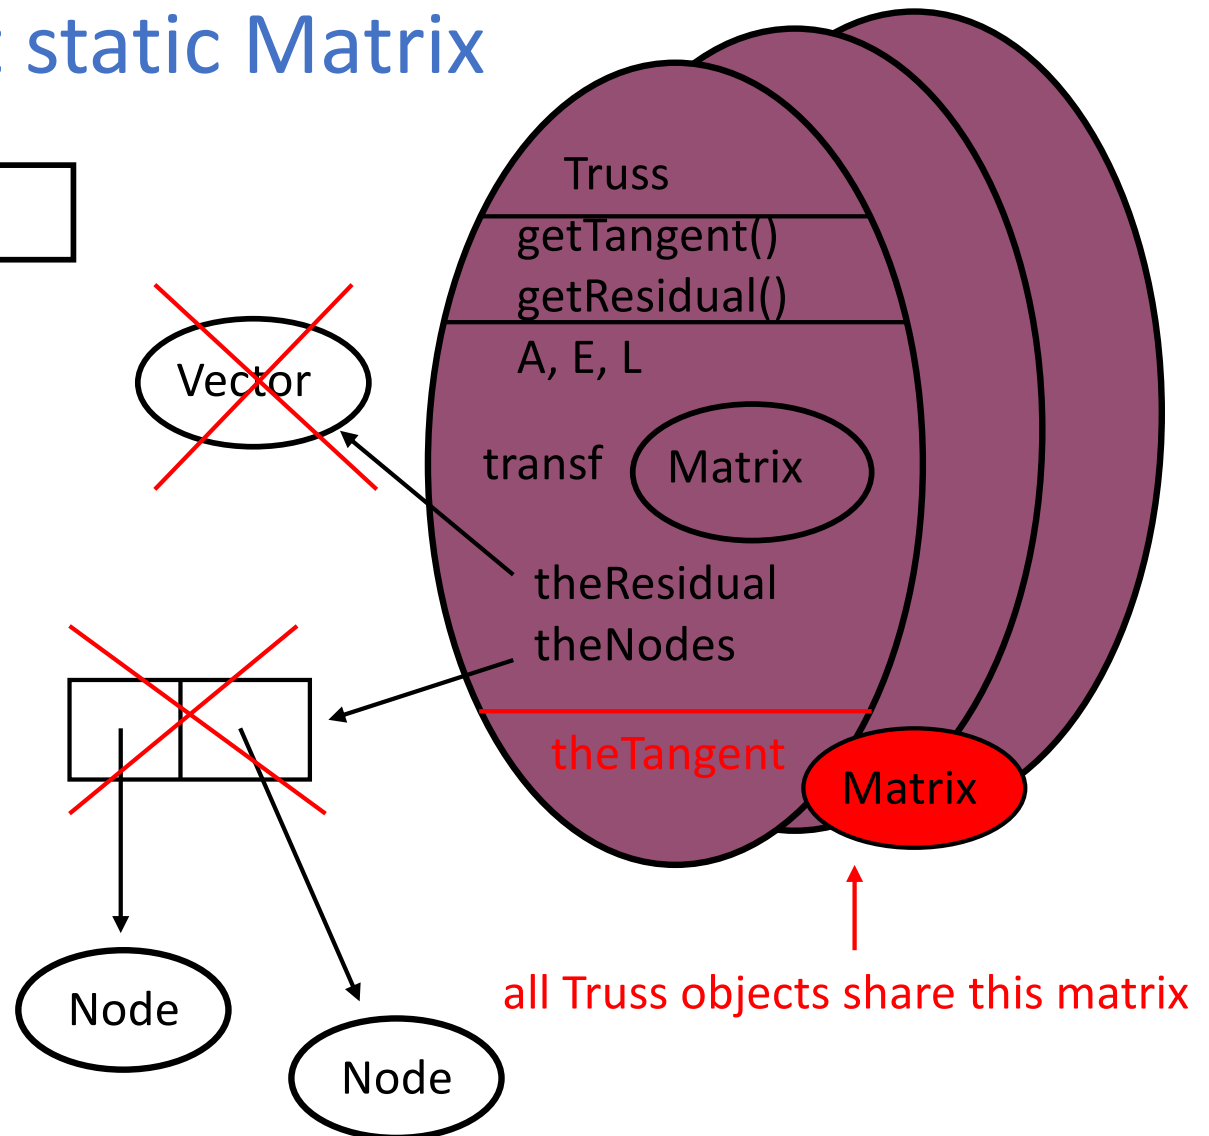 static Matrix
Truss
getTangent()
getResidual()
A, E, L
Vector
transf
Matrix
theResidual
theNodes
theTangent
Matrix
all Truss objects share this matrix
Node
Node